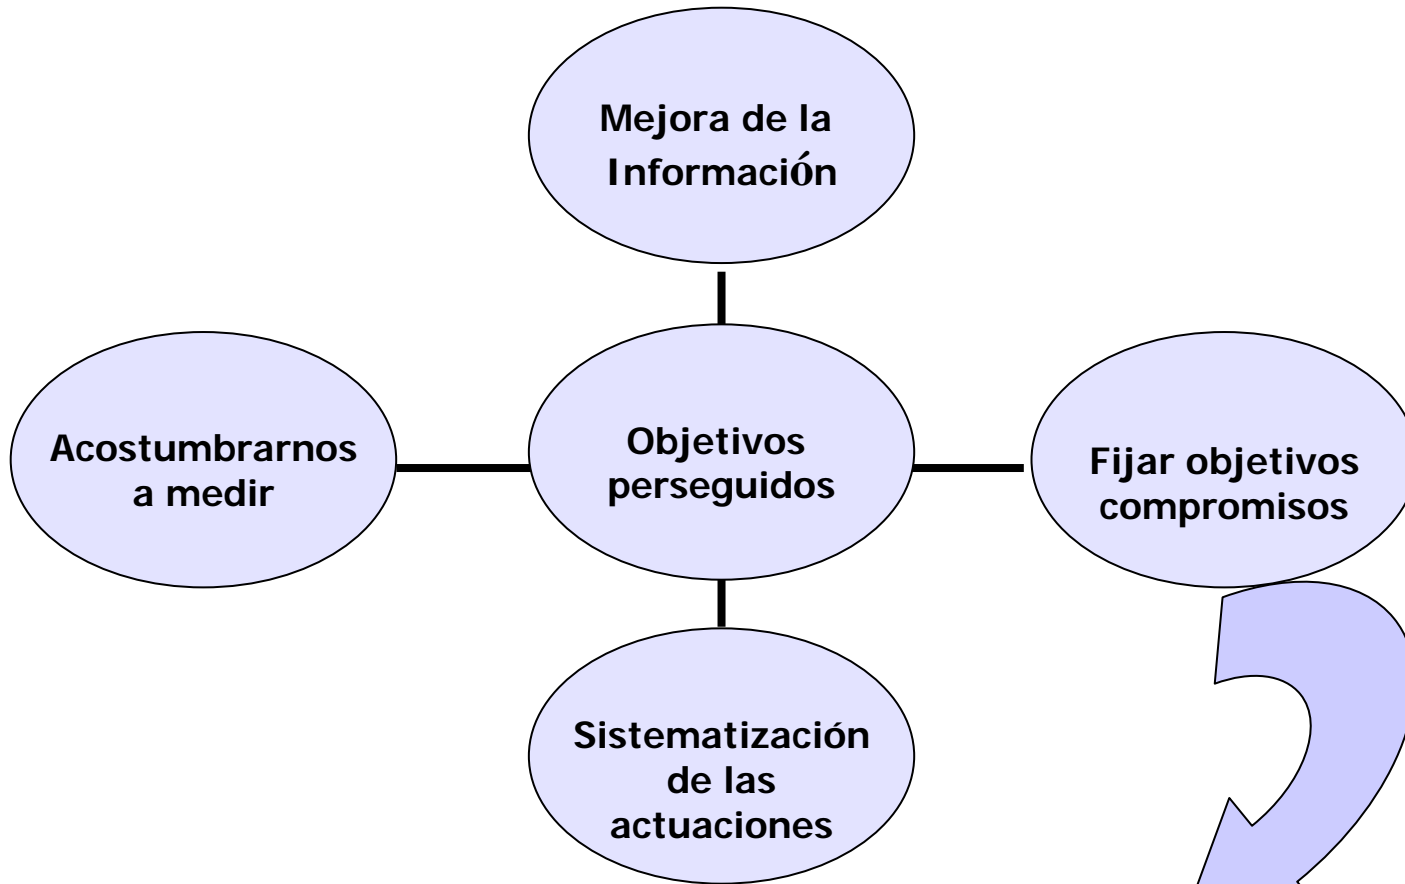 Mejora de la
Información
Acostumbrarnos
a medir
Objetivos
perseguidos
Fijar objetivos
compromisos
Sistematización
de las
actuaciones